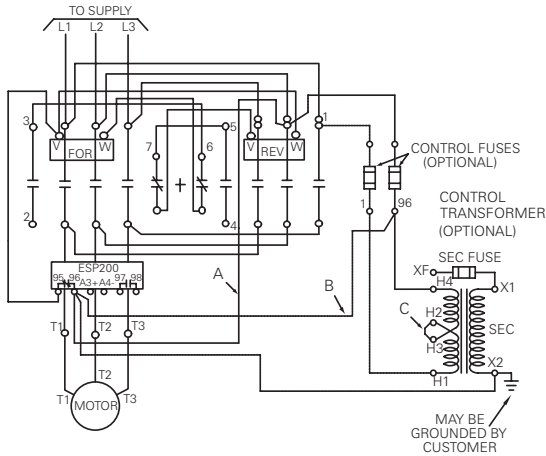 TO SUPPLY
L1 L2 L3
3
V W
FOR
7 6
5
V W
REV
1
2
4
CONTROL FUSES
(OPTIONAL)
1 96
CONTROL
TRANSFORMER
(OPTIONAL)
SEC FUSE
XF
H4
X1
ESP200
95 96 A3+ A4- 97 98
A
B
C
H2
H3
SEC
T1 T2 T3
H1
X2
T2
T1 T3
MOTOR
MAY BE
GROUNDED BY
CUSTOMER